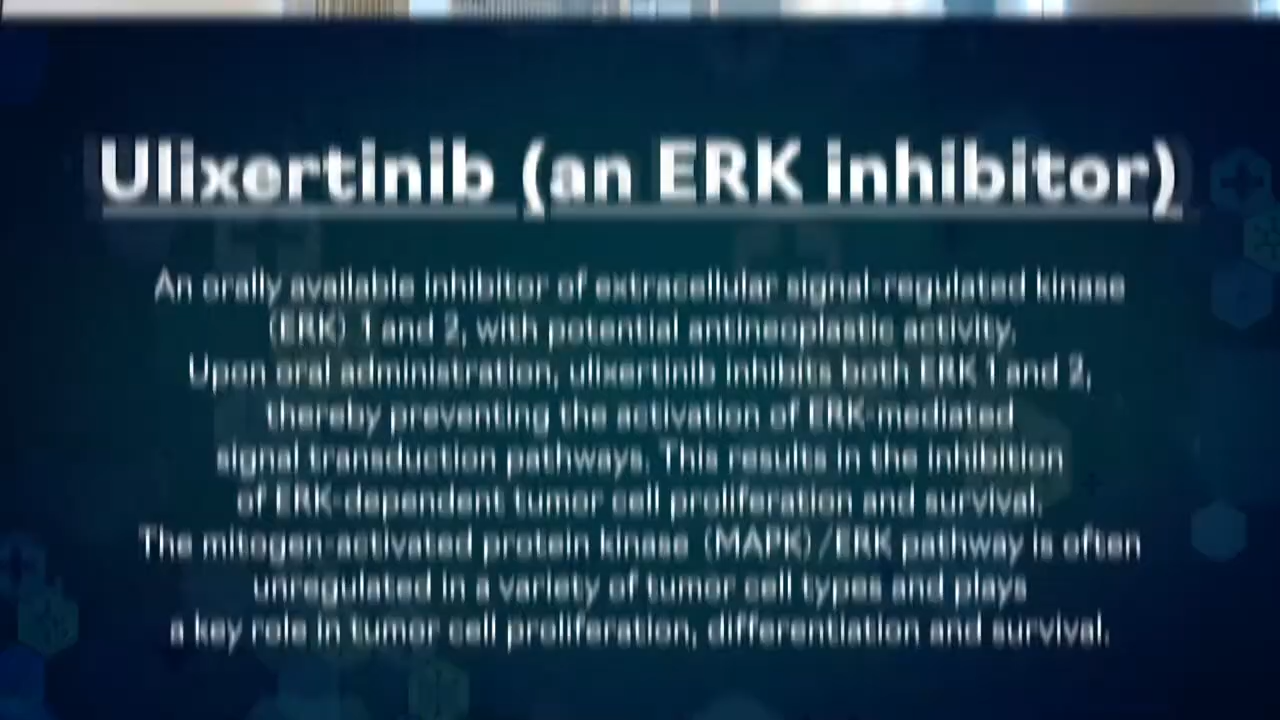 Ulixertinib (an ERK inhibitor)
An orally available inhibitor of extracellular signal-regulated kinase
(ERK) 1 and 2, with potential antineoplastic activity.
Upon oral administration, ulixertinib inhibits both ERK 1 and 2,
thereby preventing the activation of ERK-mediated
signal transduction pathways. This results in the inhibition
of ERK-dependent tumor cell proliferation and survival.
The mitogen-activated protein kinase (MAPK)/ERK pathway is often
unregulated in a variety of tumor cell types and plays
a key role in tumor cell proliferation, differentiation and survival.